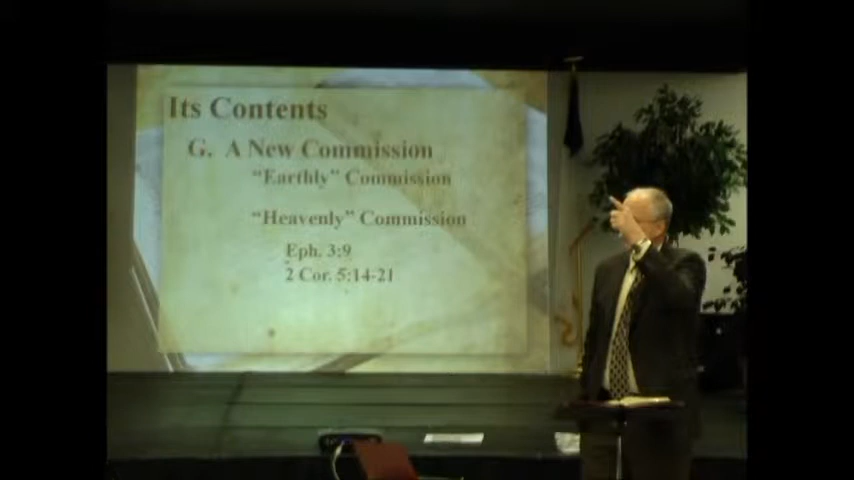 Its Contents
G. A New Commission
“Earthly” Commission
“Heavenly” Commission
Eph. 3:9
2 Cor. 5:14-21